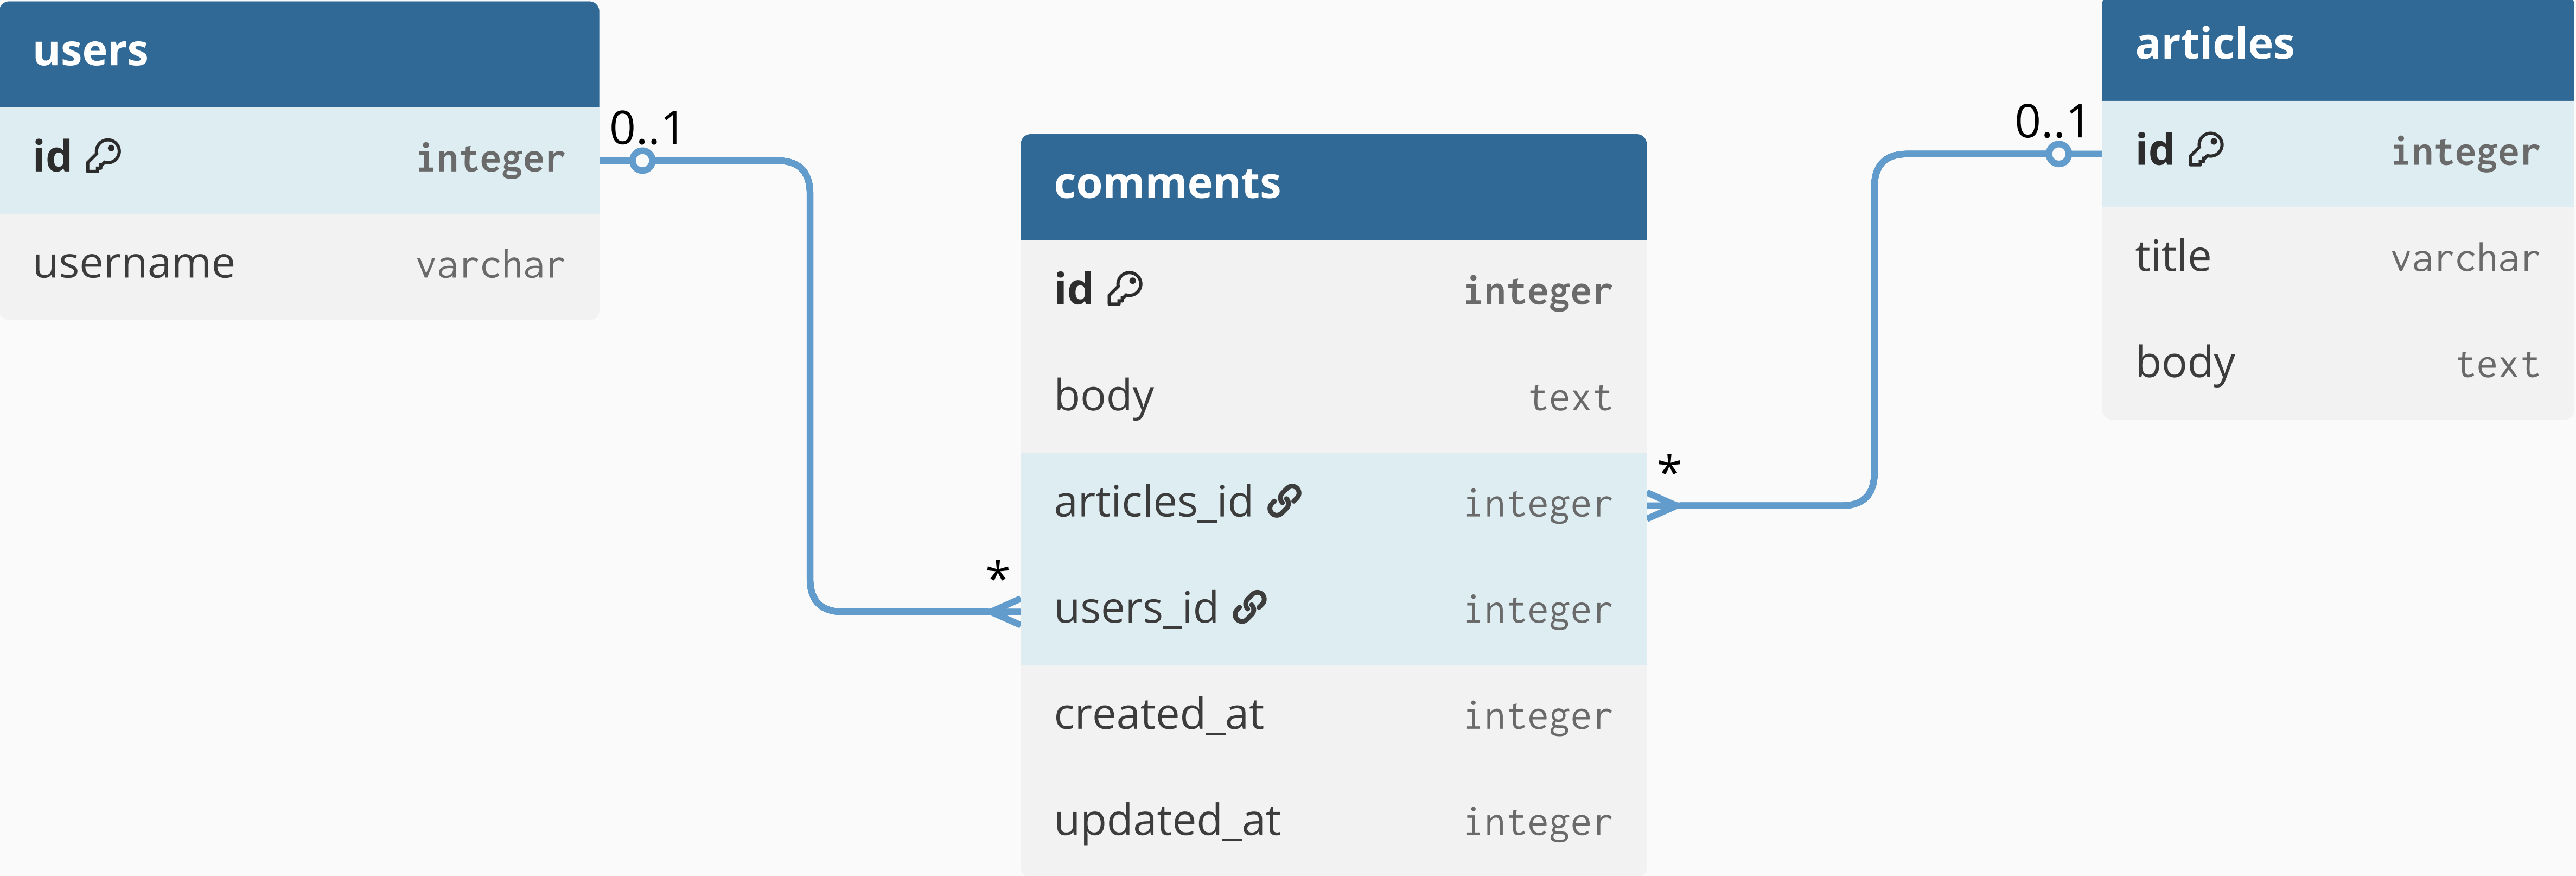 users
id integer
username varchar
0..1
comments
id integer
body text
articles_id integer
users_id integer
created_at integer
updated_at integer
*
*
0..1
articles
id integer
title varchar
body text